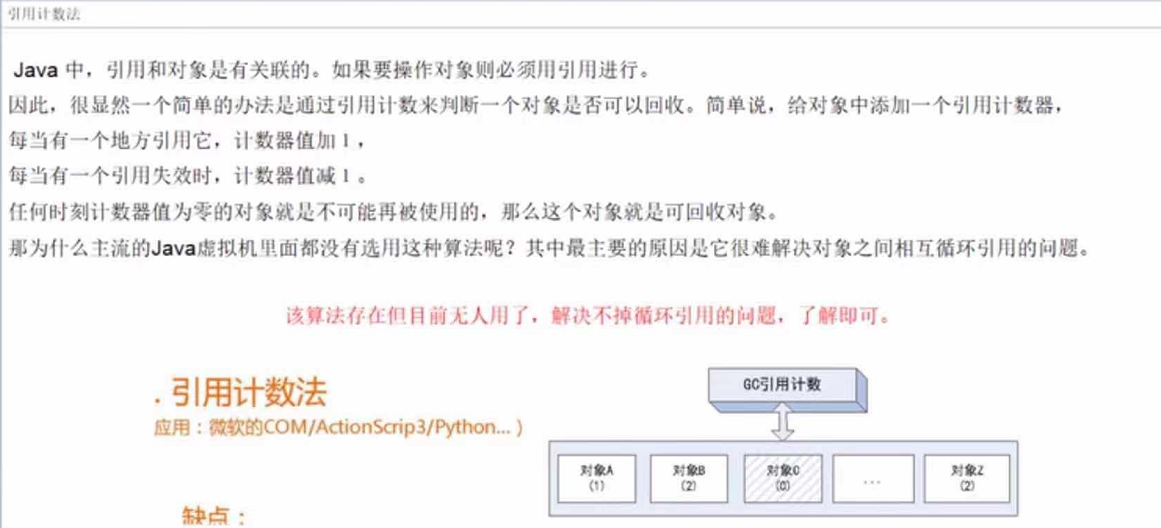 引用计数法
Java 中，引用和对象是有关联的。如果要操作对象则必须用引用进行。
因此，很显然一个简单的办法是通过引用计数来判断一个对象是否可以回收。简单说，给对象中添加一个引用计数器，
每当有一个地方引用它，计数器值加1，
每当有一个引用失效时，计数器值减1。
任何时刻计数器值为零的对象就是不可能再被使用的，那么这个对象就是可回收对象。
那为什么主流的Java虚拟机里面都没有选用这种算法呢？其中最主要的原因是它很难解决对象之间相互循环引用的问题。
该算法存在但目前无人用了，解决不掉循环引用的问题，了解即可。
. 引用计数法
应用：微软的COM/ActionScrip3/Python...）
缺点：
GC引用计数
对象A
(1)
对象B
(2)
对象C
(0)
...
对象Z
(2)